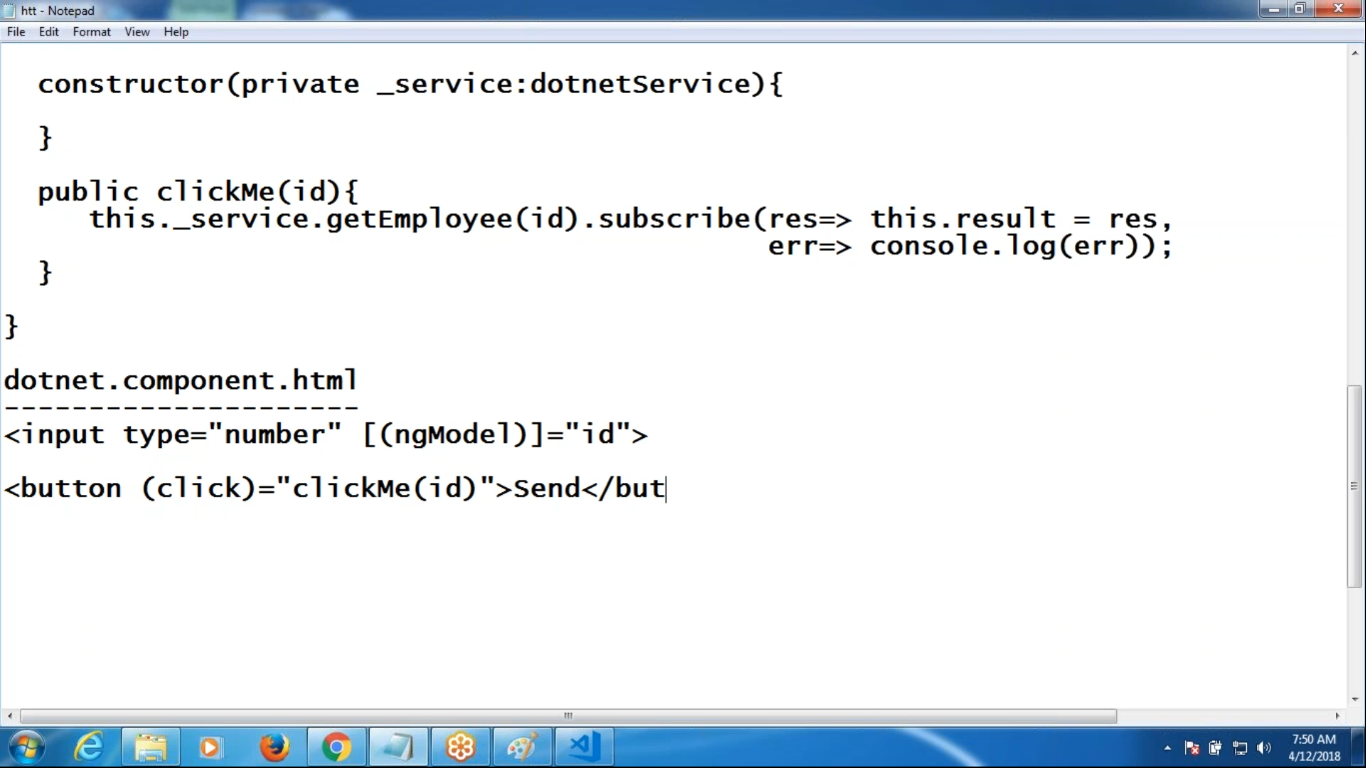 htt - Notepad
File Edit Format View Help
constructor(private _service:dotnetService){
}
public clickMe(id){
this._service.getEmployee(id).subscribe(res=> this.result = res,
err=> console.log(err));
}
}
dotnet.component.html
---------------------
<input type="number" [(ngModel)]="id">
<button (click)="clickMe(id)">Send</but
7:50 AM
4/12/2018